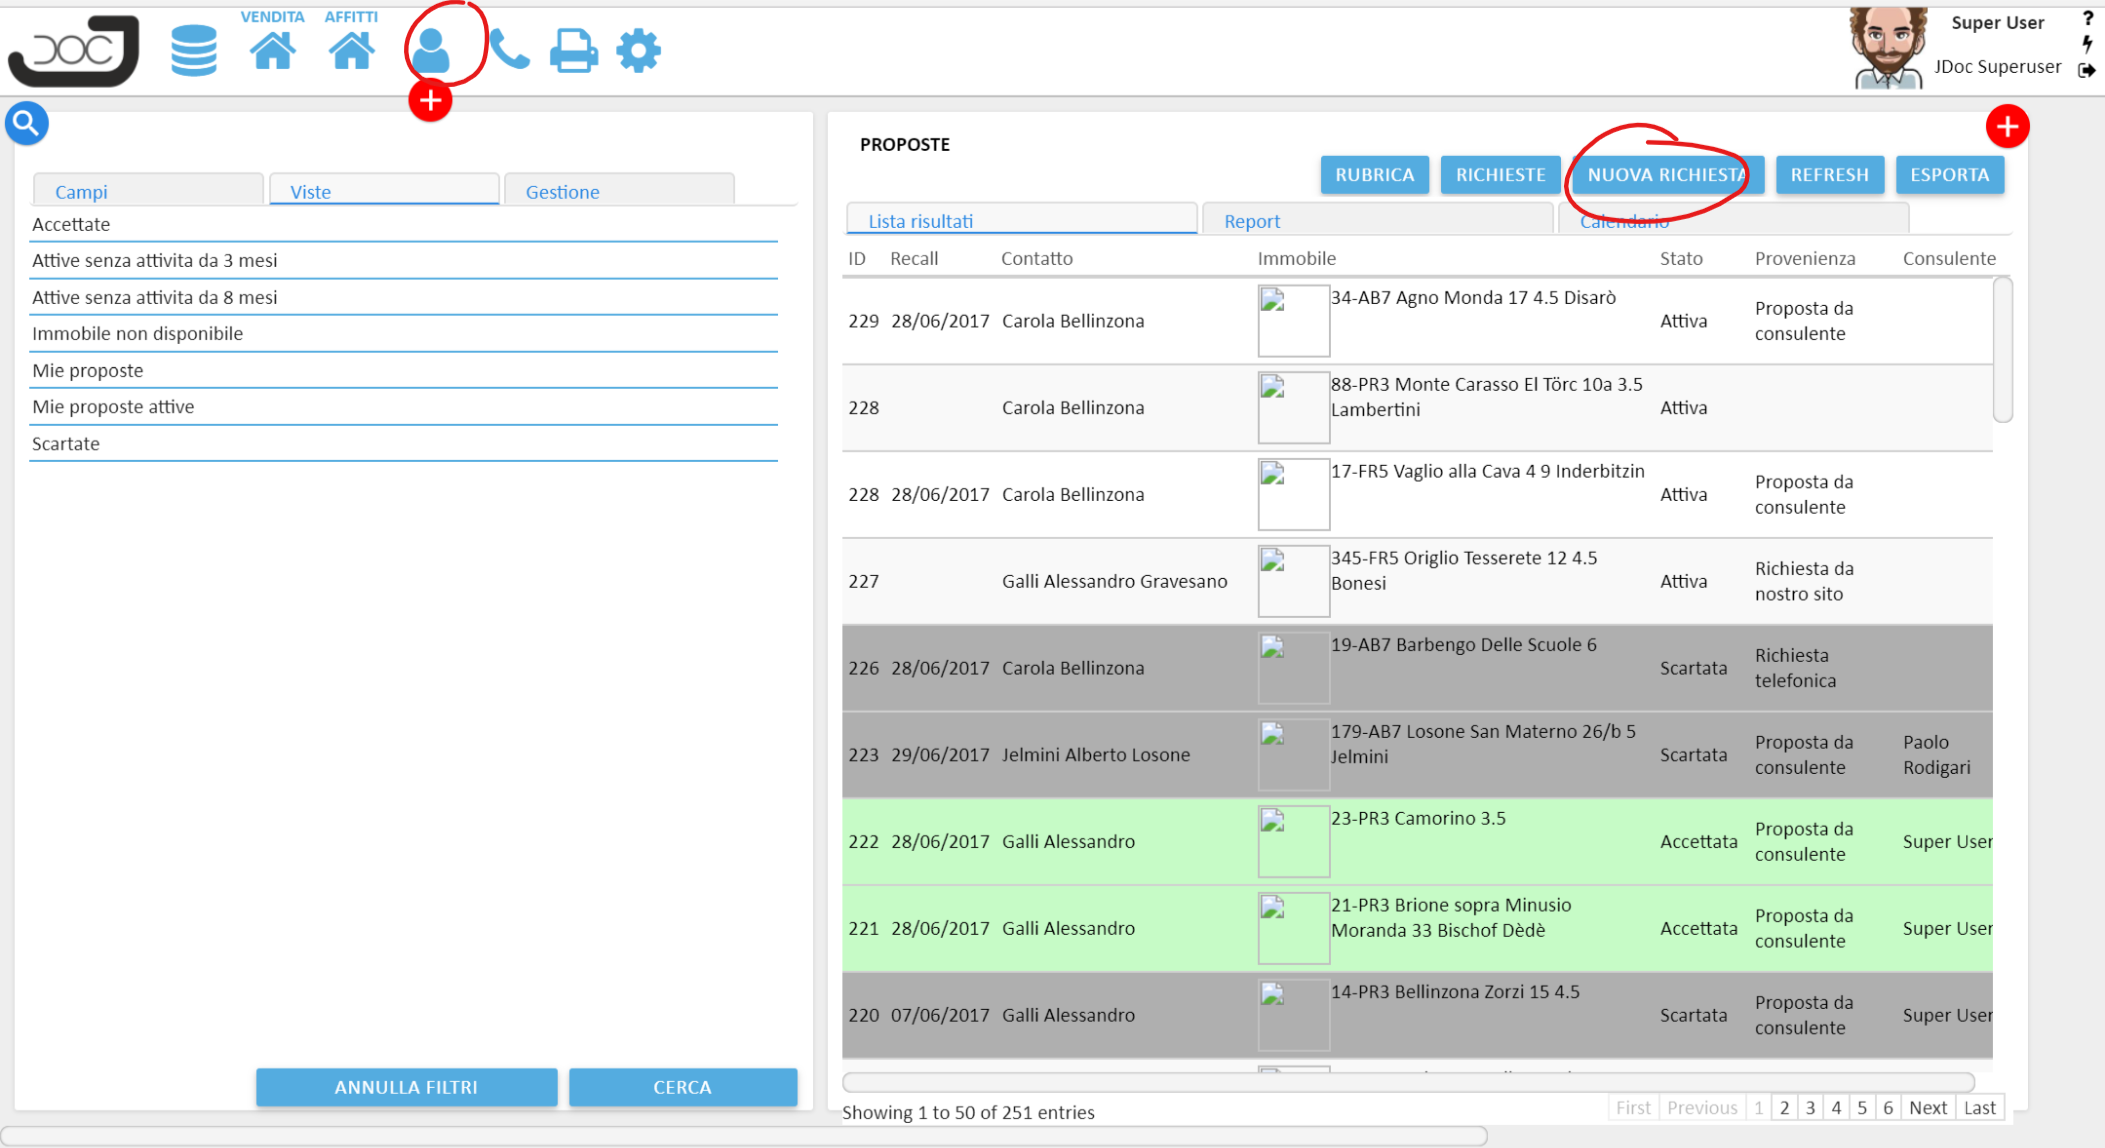 JDOC
VENDITA AFFITTI
Super User
?
JDoc Superuser
Campi Viste Gestione
Accettate
Attive senza attivita da 3 mesi
Attive senza attivita da 8 mesi
Immobile non disponibile
Mie proposte
Mie proposte attive
Scartate
ANNULLA FILTRI CERCA
PROPOSTE
RUBRICA RICHIESTE NUOVA RICHIESTA REFRESH ESPORTA
Lista risultati Report Calendario
ID Recall Contatto Immobile Stato Provenienza Consulente
229 28/06/2017 Carola Bellinzona 34-AB7 Agno Monda 17 4.5 Disarò Attiva Proposta da
consulente
228 Carola Bellinzona 88-PR3 Monte Carasso El Törc 10a 3.5
Lambertini Attiva
228 28/06/2017 Carola Bellinzona 17-FR5 Vaglio alla Cava 4 9 Inderbitzin Attiva Proposta da
consulente
227 Galli Alessandro Gravesano 345-FR5 Origlio Tesserete 12 4.5
Bonesi Attiva Richiesta da
nostro sito
226 28/06/2017 Carola Bellinzona 19-AB7 Barbengo Delle Scuole 6 Scartata Richiesta
telefonica
223 29/06/2017 Jelmini Alberto Losone 179-AB7 Losone San Materno 26/b 5
Jelmini Scartata Proposta da
consulente Paolo
Rodigari
222 28/06/2017 Galli Alessandro 23-PR3 Camorino 3.5 Accettata Proposta da
consulente Super User
221 28/06/2017 Galli Alessandro 21-PR3 Brione sopra Minusio
Moranda 33 Bischof Dèdè Accettata Proposta da
consulente Super User
220 07/06/2017 Galli Alessandro 14-PR3 Bellinzona Zorzi 15 4.5 Scartata Proposta da
consulente Super User
Showing 1 to 50 of 251 entries
First Previous 1 2 3 4 5 6 Next Last